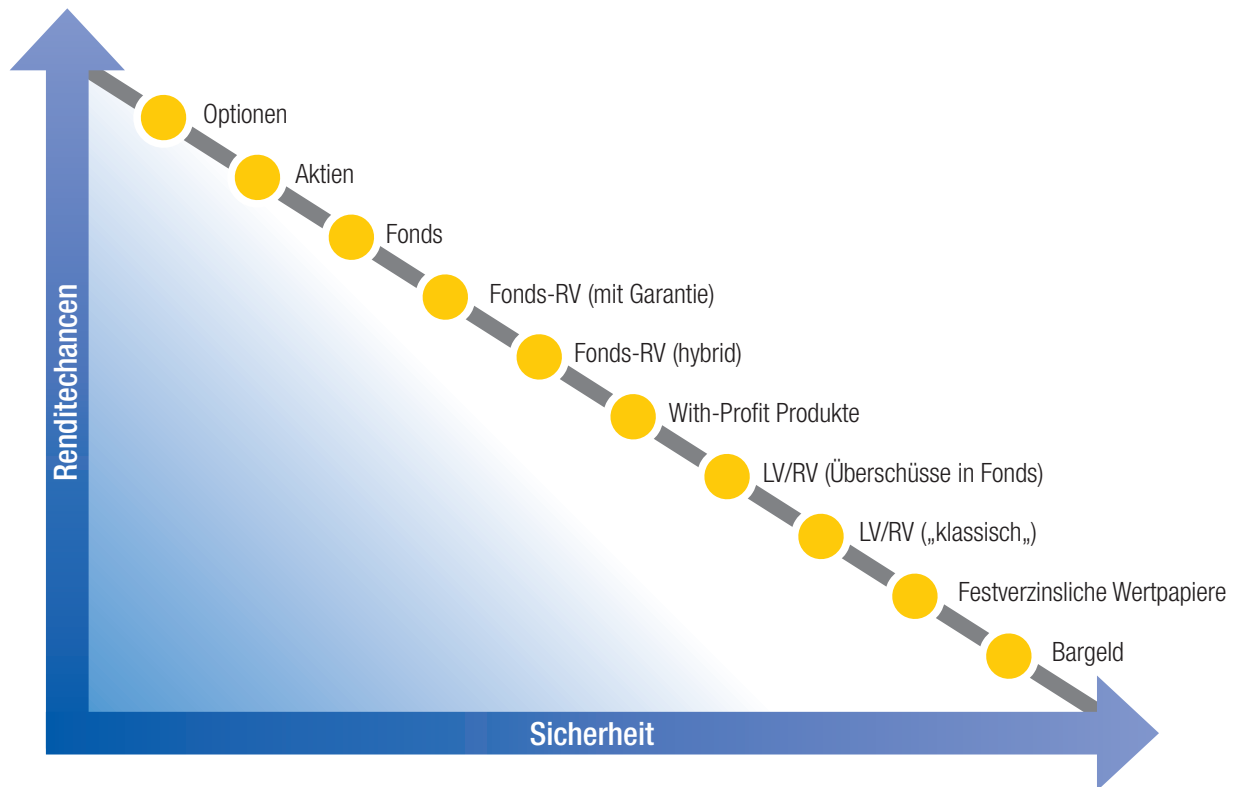 Optionen
Aktien
Fonds
Fonds-RV (mit Garantie)
Fonds-RV (hybrid)
With-Profit Produkte
LV/RV (Überschüsse in Fonds)
LV/RV („klassisch„)
Festverzinsliche Wertpapiere
Bargeld
Renditechancen
Sicherheit